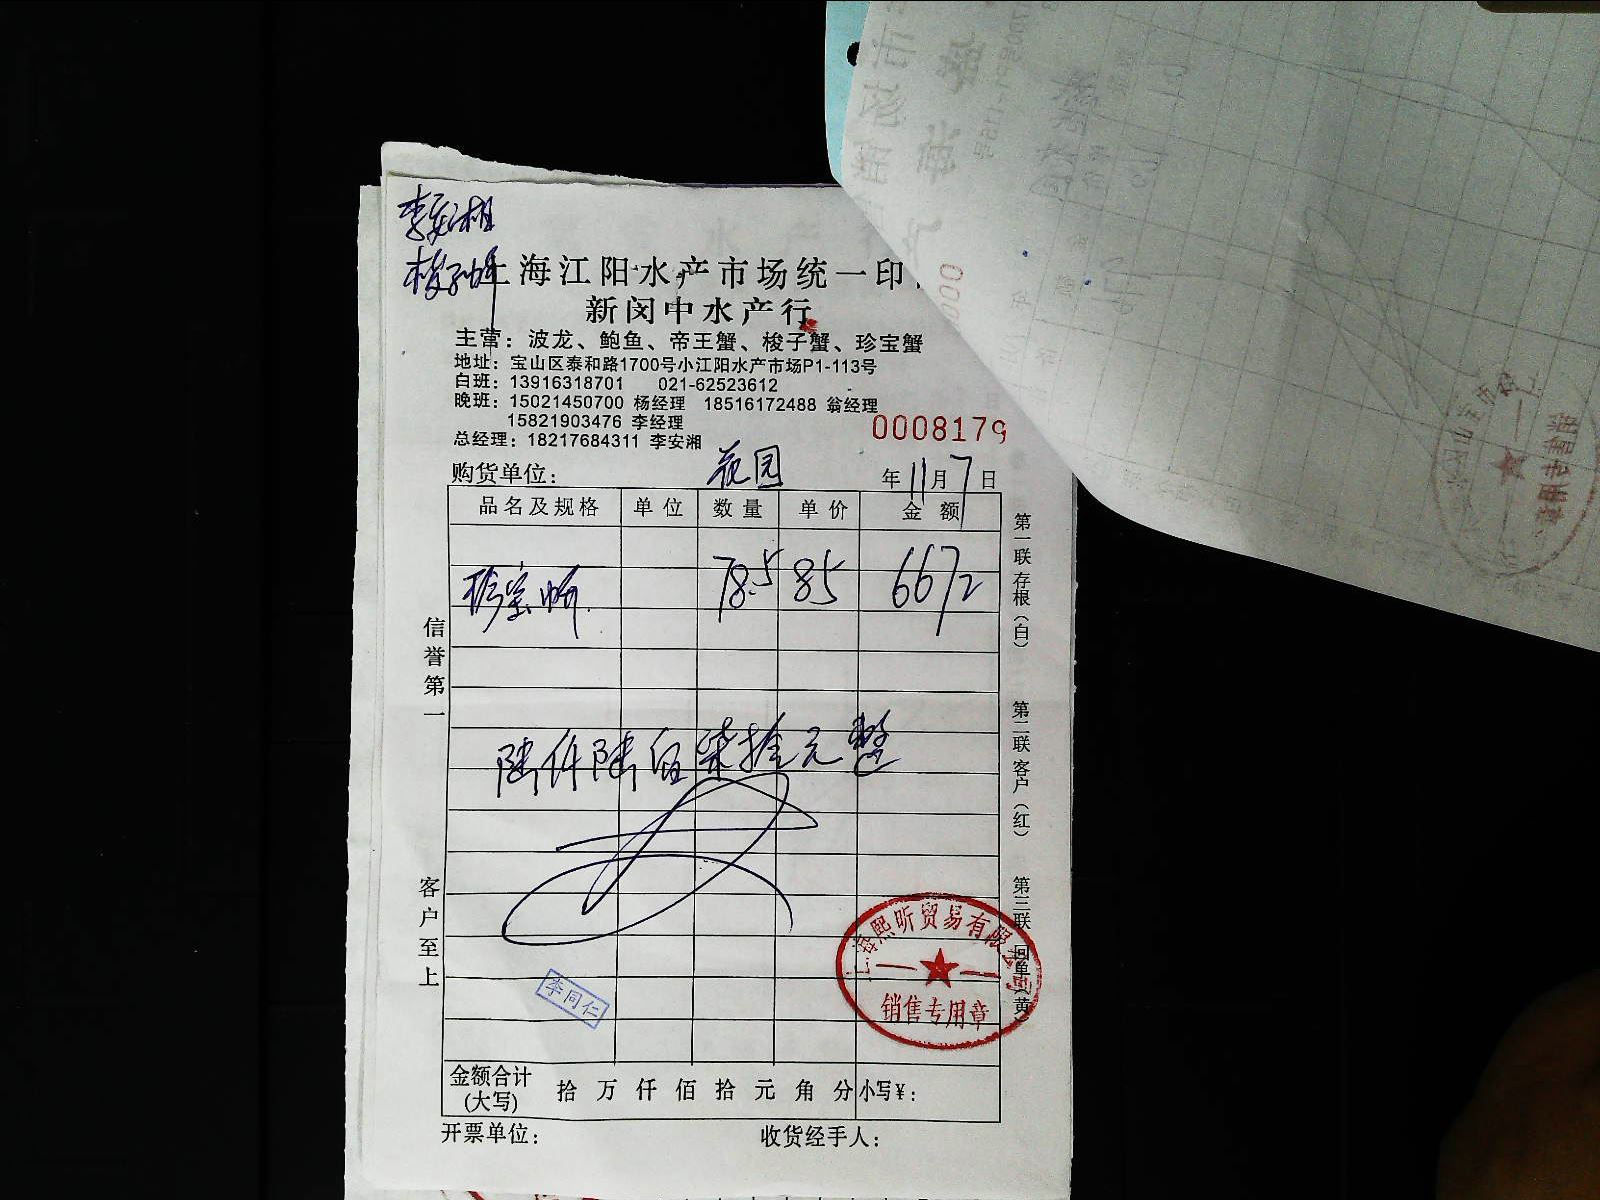 李安湘
梭子蟹
上海江阳水产市场统一印
新闵中水产行
主营：波龙、鲍鱼、帝王蟹、梭子蟹、珍宝蟹
地址：宝山区泰和路1700号小江阳水产市场P1-113号
白班：13916318701 021-62523612
晚班：15021450700 杨经理 18516172488 翁经理
15821903476 李经理
总经理：18217684311 李安湘
0008179
购货单位：花园 年11月7日
品名及规格 单位 数量 单价 金额
珍宝蟹 78.5 85 6672
陆仟陆佰柒拾元整
信誉第一
客户至上
第一联存根（白）
第二联客户（红）
第三联回单（黄）
李同仁
上海熙昕贸易有限公司
销售专用章
金额合计(大写) 拾万仟佰拾元角分 小写¥：
开票单位： 收货经手人：